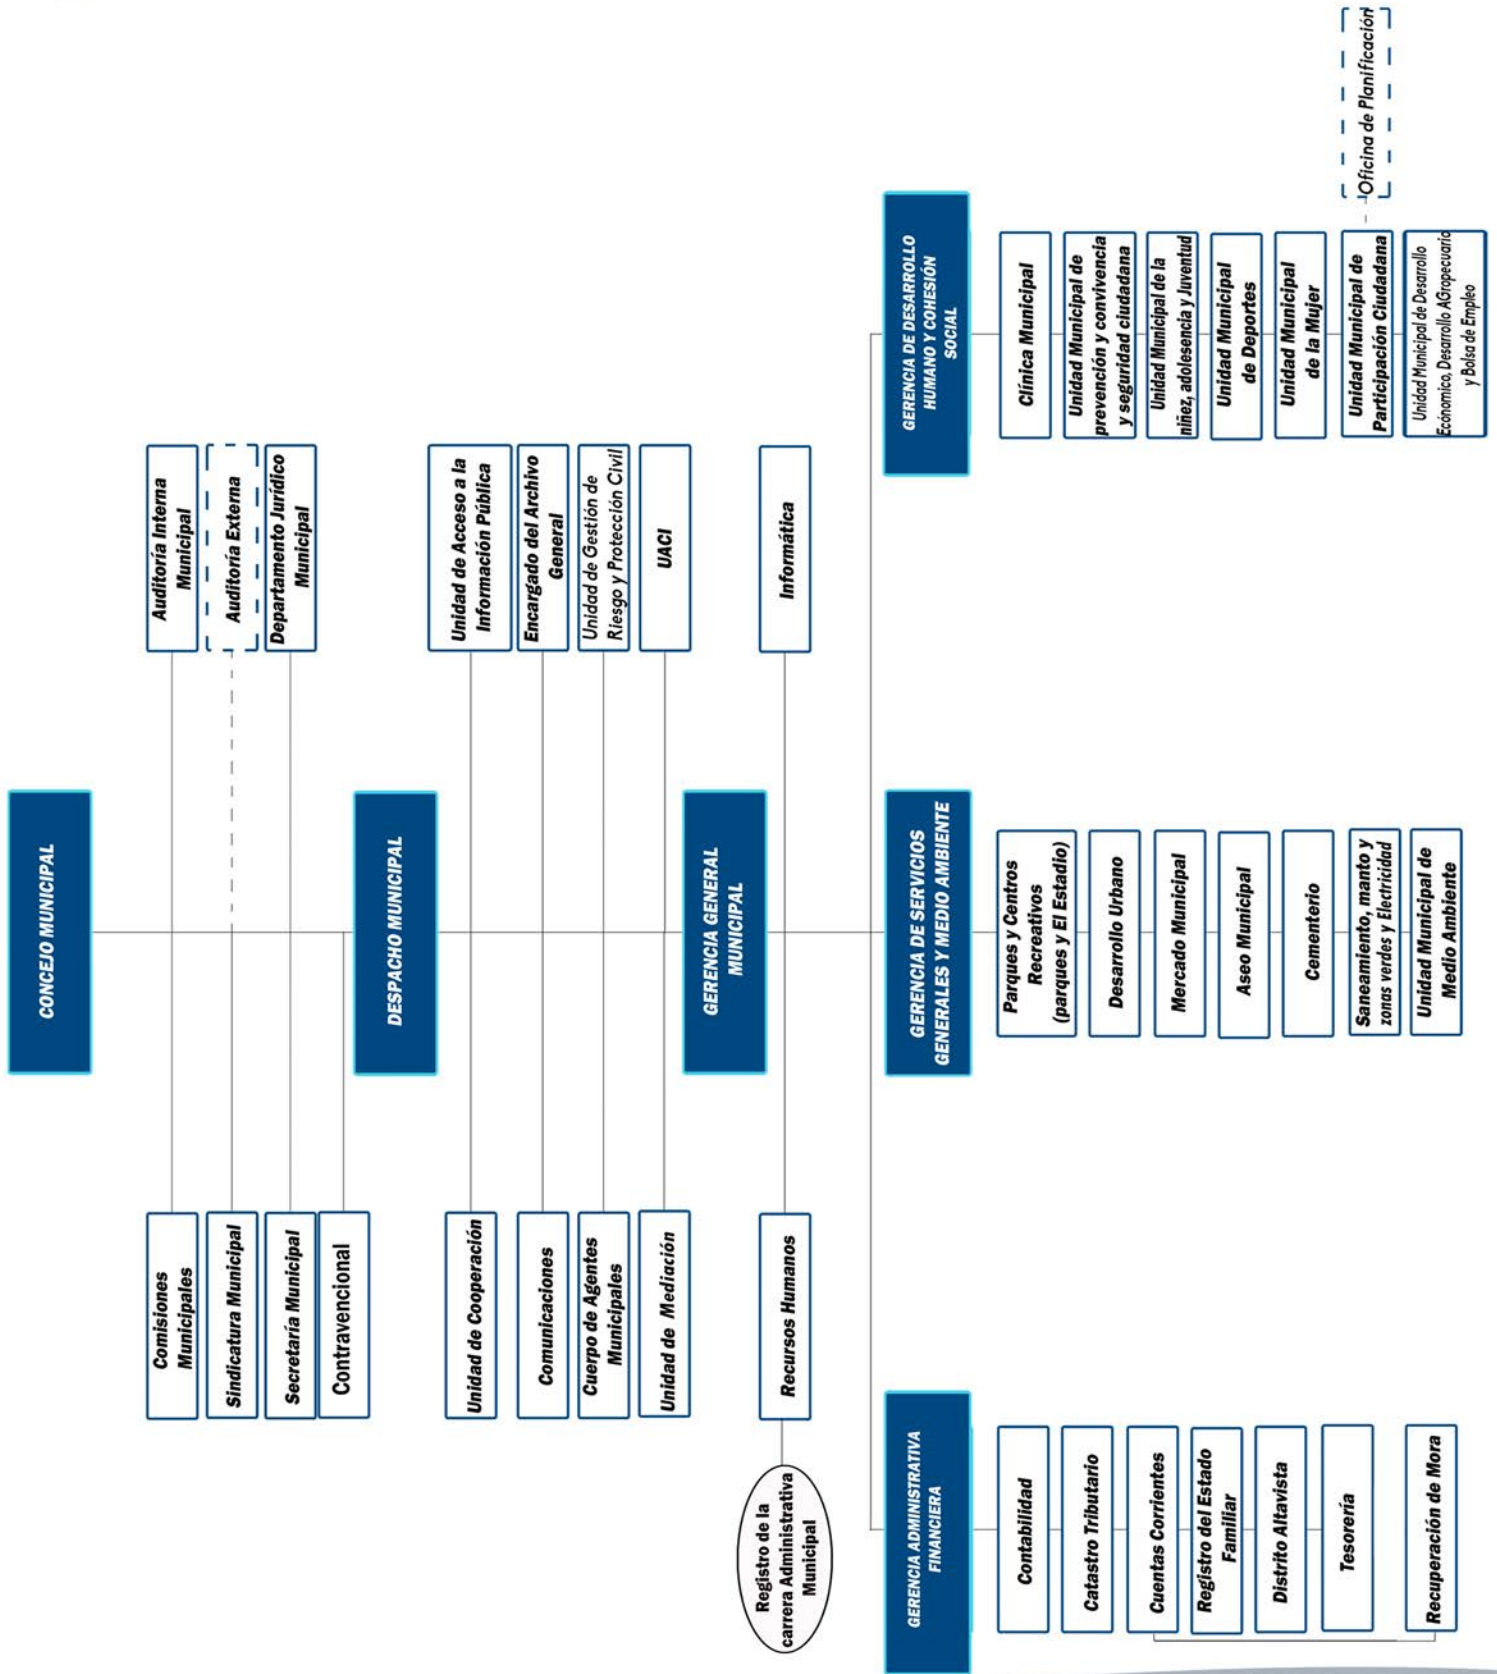 CONCEJO MUNICIPAL
Comisiones
Municipales
Auditoría Interna
Municipal
Sindicatura Municipal
Auditoría Externa
Secretaría Municipal
Departamento Jurídico
Municipal
Contravencional
DESPACHO MUNICIPAL
Unidad de Cooperación
Unidad de Acceso a la
Información Pública
Comunicaciones
Encargado del Archivo
General
Cuerpo de Agentes
Municipales
Unidad de Gestión de
Riesgo y Protección Civil
Unidad de Mediación
UACI
GERENCIA GENERAL
MUNICIPAL
Registro de la
carrera Administrativa
Municipal
Recursos Humanos
Informática
GERENCIA ADMINISTRATIVA
FINANCIERA
Contabilidad
Catastro Tributario
Cuentas Corrientes
Registro del Estado
Familiar
Distrito Altavista
Tesorería
Recuperación de Mora
GERENCIA DE SERVICIOS
GENERALES Y MEDIO AMBIENTE
Parques y Centros
Recreativos
(parques y El Estadio)
Desarrollo Urbano
Mercado Municipal
Aseo Municipal
Cementerio
Saneamiento, manto y
zonas verdes y Electricidad
Unidad Municipal de
Medio Ambiente
GERENCIA DE DESARROLLO
HUMANO Y COHESIÓN
SOCIAL
Clínica Municipal
Unidad Municipal de
prevención y convivencia
y seguridad ciudadana
Unidad Municipal de la
niñez, adolesencia y Juventud
Unidad Municipal
de Deportes
Unidad Municipal
de la Mujer
Unidad Municipal de
Participación Ciudadana
Oficina de Planificación
Unidad Municipal de Desarrollo
Económico, Desarrollo AGropecuario
y Bolsa de Empleo